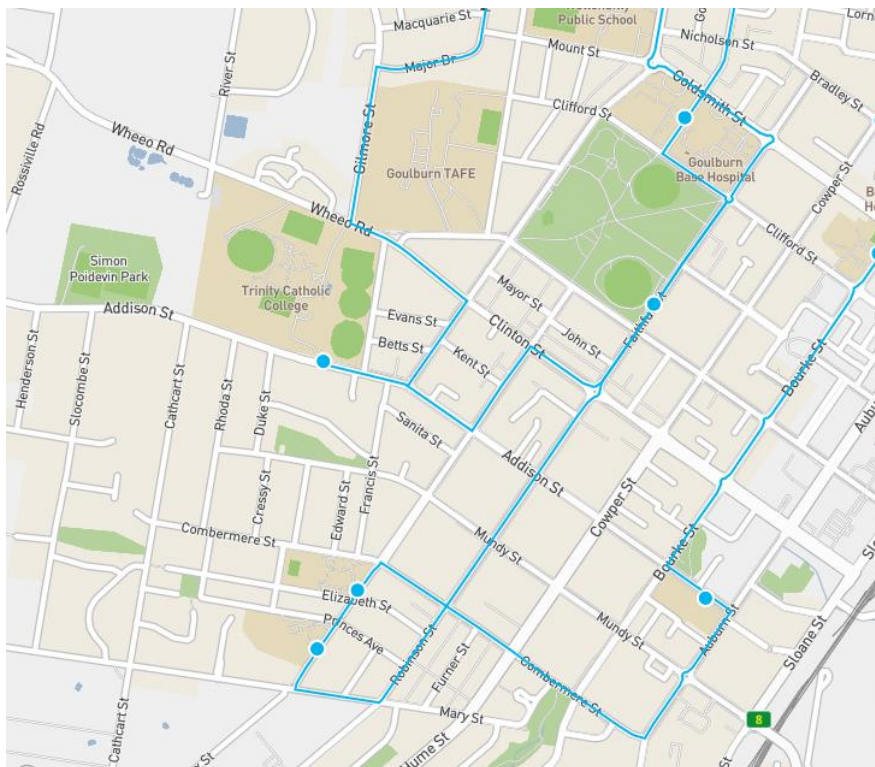 Macquarie St
Public School
Nicholson St
Mount St
Major Dr
River St
Goldsmith St
Bradley St
Clifford St
Rossiville Rd
Wheeo Rd
Gilmore St
Goulburn TAFE
Goulburn
Base Hospital
Cowper St
Wheeo Rd
Clifford St
Simon
Poidevin Park
Trinity Catholic
College
Addison St
Mayor St
Evans St
Clinton St
John St
Betts St
Kent St
Bourke St
Henderson St
Slocombe St
Cathcart St
Rhoda St
Duke St
Sanita St
Addison St
Cressy St
Edward St
Francis St
Cowper St
Combermere St
Mundy St
Bourke St
Elizabeth St
Princes Ave
Mundy St
Auburn St
Sloane St
Robinson St
Furner St
Combermere St
Mary St
8
Cathcart St
Hume St